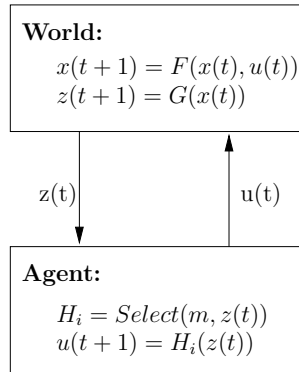 World:
x(t + 1) = F(x(t), u(t))
z(t + 1) = G(x(t))
z(t)
u(t)
Agent:
H_i = Select(m, z(t))
u(t + 1) = H_i(z(t))